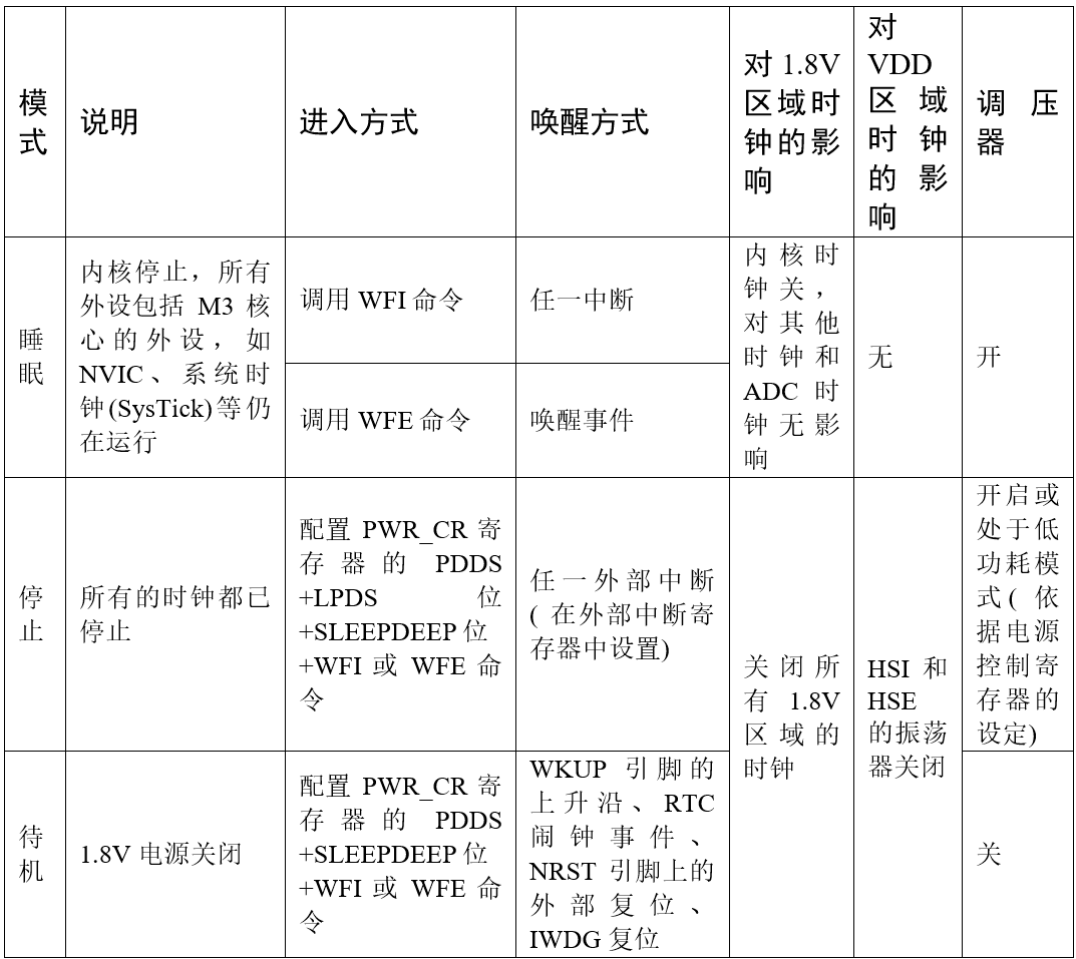 模
式
说明
进入方式
唤醒方式
对 1.8V
区域时
钟的影
响
对
VDD
区 域
时 钟
的 影
响
调 压
器
睡
眠
内核停止，所有
外设包括 M3 核
心的外设，如
NVIC、系统时
钟(SysTick)等仍
在运行
调用 WFI 命令
任一中断
调用 WFE 命令
唤醒事件
内 核 时
钟 关 ，
对 其 他
时 钟 和
ADC 时
钟 无 影
响
无
开
停
止
所有的时钟都已
停止
配置 PWR_CR 寄
存 器 的 PDDS
+LPDS 位
+SLEEPDEEP 位
+WFI 或 WFE 命
令
任一外部中断
( 在外部中断寄
存器中设置)
关 闭 所
有 1.8V
区 域 的
时钟
HSI 和
HSE
的振荡
器关闭
开启或
处于低
功耗模
式( 依
据电源
控制寄
存器的
设定)
待
机
1.8V 电源关闭
配置 PWR_CR 寄
存 器 的 PDDS
+SLEEPDEEP 位
+WFI 或 WFE 命
令
WKUP 引脚的
上升沿、RTC
闹钟事件、
NRST 引脚上的
外部复位、
IWDG 复位
关